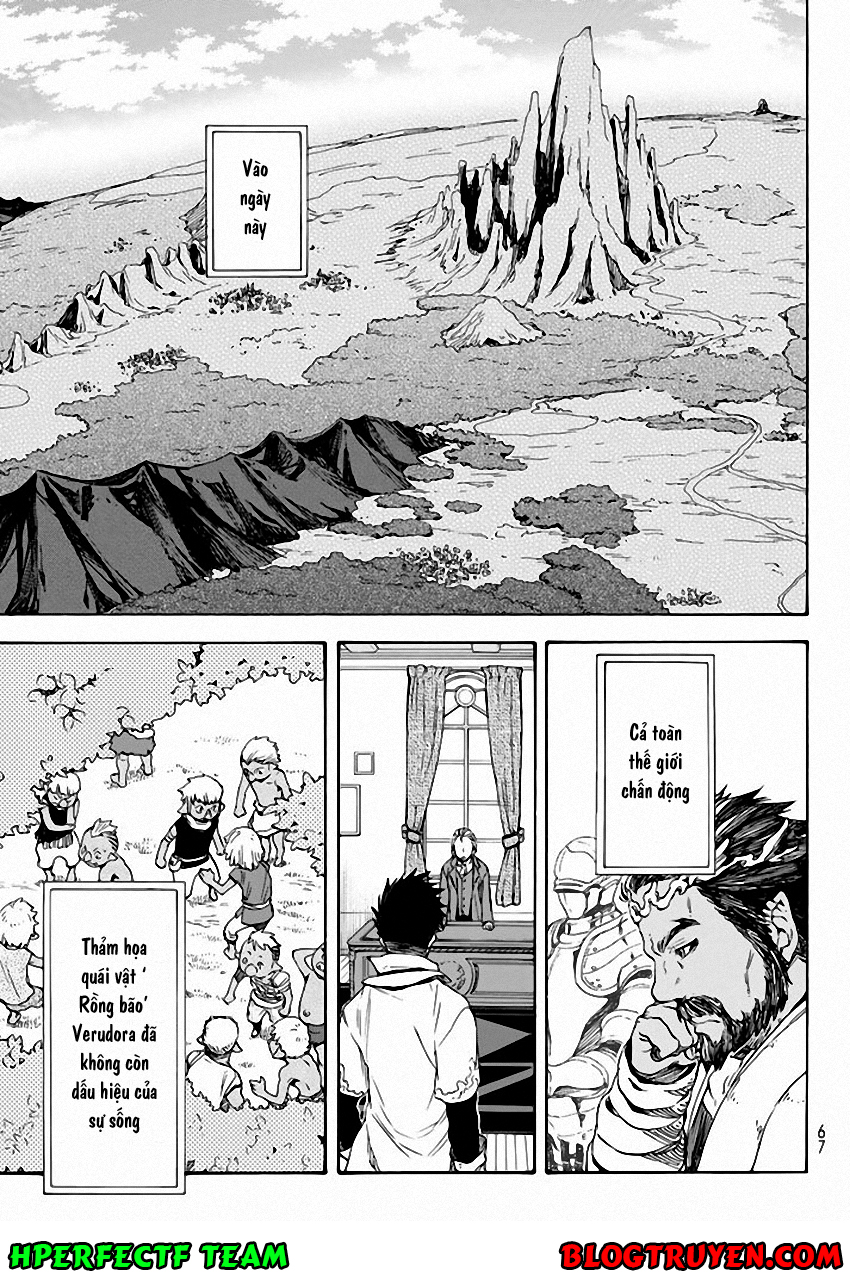 Vào
ngày
này
Cả toàn
thế giới
chấn động
Thảm họa
quái vật ‘
Rồng bão’
Verudora đã
không còn
dấu hiệu của
sự sống
67
HPERFECTF TEAM
BLOGTRUYEN.COM